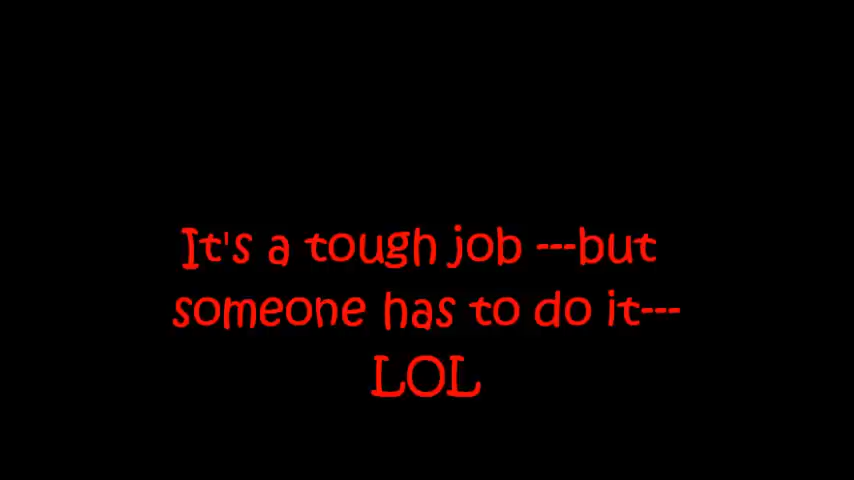 It's a tough job ---but
someone has to do it---
LOL